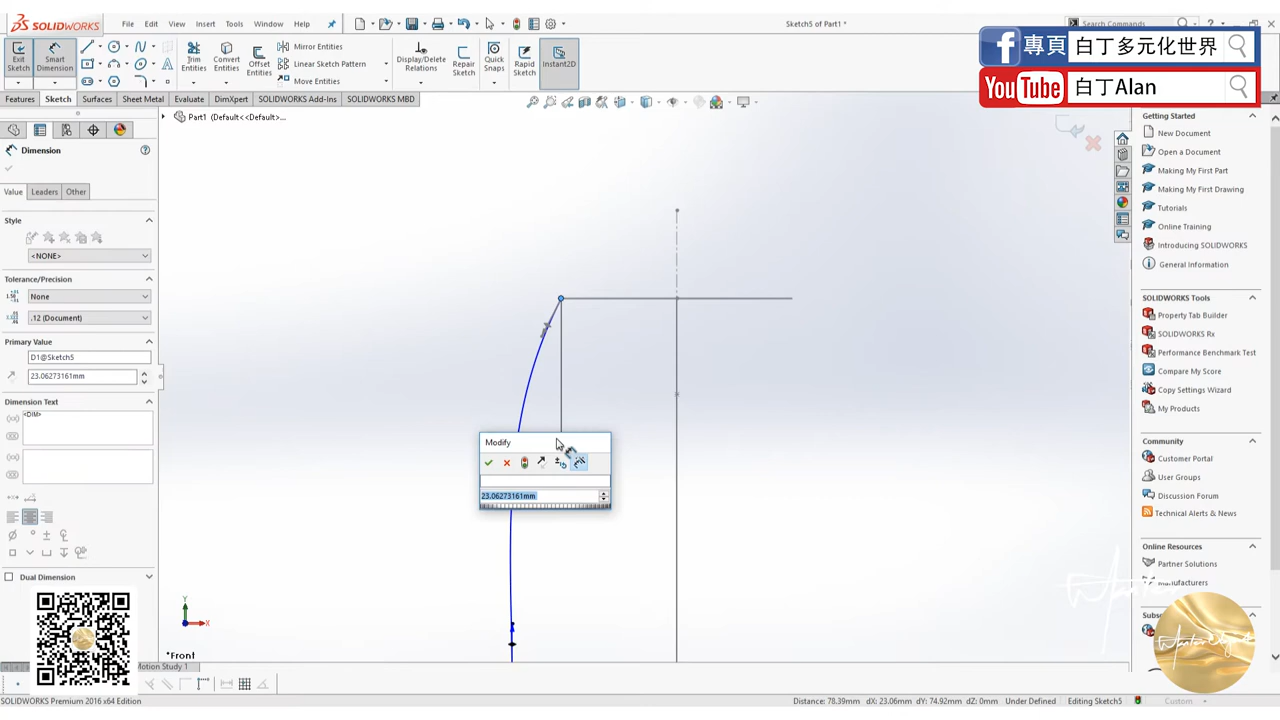 SOLIDWORKS
File
Edit
View
Insert
Tools
Window
Help
Sketch5 of Part1 *
Search Commands
專頁
白丁多元化世界
YouTube
白丁Alan
Exit Sketch
Smart Dimension
Trim Entities
Convert Entities
Offset Entities
Mirror Entities
Linear Sketch Pattern
Move Entities
Display/Delete Relations
Repair Sketch
Quick Snaps
Rapid Sketch
Instant2D
Features
Sketch
Surfaces
Sheet Metal
Evaluate
DimXpert
SOLIDWORKS Add-Ins
SOLIDWORKS MBD
Part1 (Default<<Default>...
Dimension
Value
Leaders
Other
Style
<NONE>
Tolerance/Precision
None
.12 (Document)
Primary Value
D1@Sketch5
23.06273161mm
Dimension Text
<DIM>
Dual Dimension
Modify
23.06273161mm
Y
X
*Front
Motion Study 1
Getting Started
New Document
Open a Document
Making My First Part
Making My First Drawing
Tutorials
Online Training
Introducing SOLIDWORKS
General Information
SOLIDWORKS Tools
Property Tab Builder
SOLIDWORKS Rx
Performance Benchmark Test
Compare My Score
Copy Settings Wizard
My Products
Community
Customer Portal
User Groups
Discussion Forum
Technical Alerts & News
Online Resources
Partner Solutions
Manufacturers
SOLIDWORKS Premium 2016 x64 Edition
Distance: 78.39mm
dX: 23.06mm
dY: 74.92mm
dZ: 0mm
Under Defined
Editing Sketch5
Custom